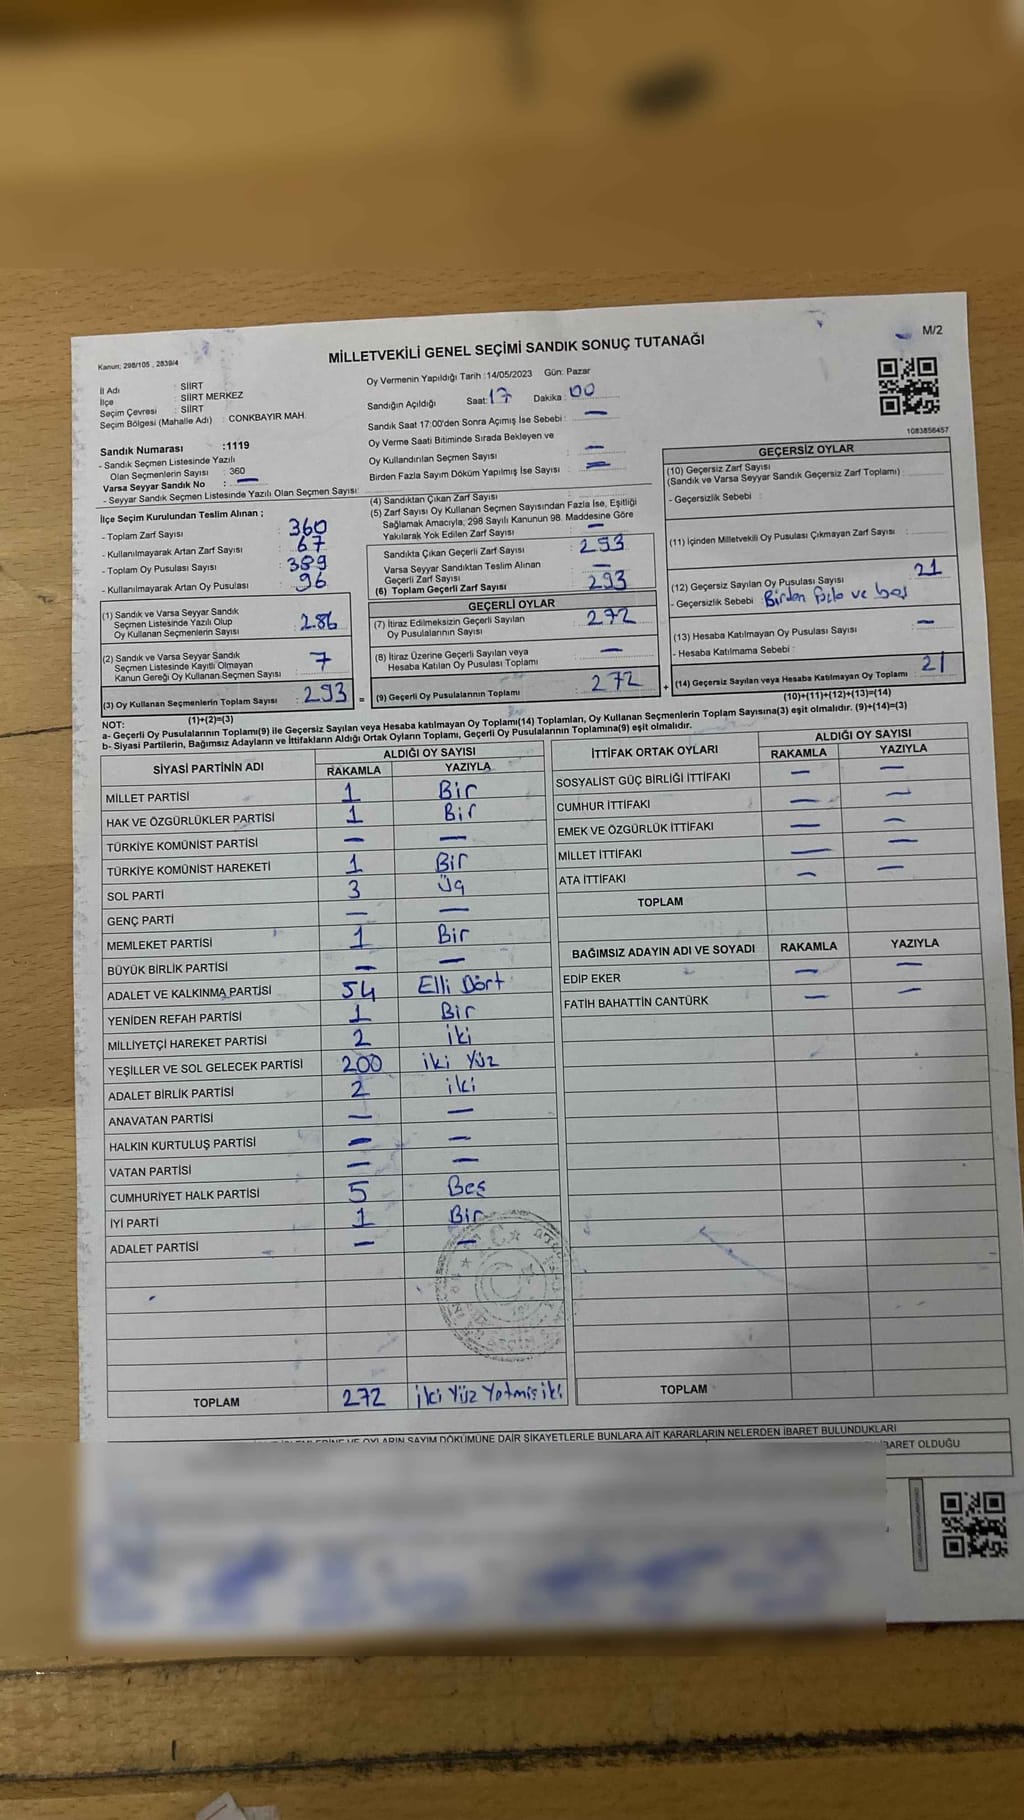 Kanun: 298/105 , 2839/4
MİLLETVEKİLİ GENEL SEÇİMİ SANDIK SONUÇ TUTANAĞI
M/2
İl Adı : SİİRT
İlçe : SİİRT MERKEZ
Seçim Çevresi : SİİRT
Seçim Bölgesi (Mahalle Adı) : CONKBAYIR MAH.
Oy Vermenin Yapıldığı Tarih :14/05/2023 Gün: Pazar
Sandığın Açıldığı Saat: 17 Dakika : 00
Sandık Saat 17:00'den Sonra Açımış İse Sebebi : —
Oy Verme Saati Bitiminde Sırada Bekleyen ve
Oy Kullandırılan Seçmen Sayısı : —
Birden Fazla Sayım Döküm Yapılmış İse Sayısı : —
1083856457
Sandık Numarası :1119
- Sandık Seçmen Listesinde Yazılı
Olan Seçmenlerin Sayısı : 360
Varsa Seyyar Sandık No : —
- Seyyar Sandık Seçmen Listesinde Yazılı Olan Seçmen Sayısı:
İlçe Seçim Kurulundan Teslim Alınan ;
- Toplam Zarf Sayısı : 360
- Kullanılmayarak Artan Zarf Sayısı : 67
- Toplam Oy Pusulası Sayısı : 389
- Kullanılmayarak Artan Oy Pusulası : 96
(1) Sandık ve Varsa Seyyar Sandık
Seçmen Listesinde Yazılı Olup
Oy Kullanan Seçmenlerin Sayısı : 286
(2) Sandık ve Varsa Seyyar Sandık
Seçmen Listesinde Kayıtlı Olmayan
Kanun Gereği Oy Kullanan Seçmen Sayısı : 7
(3) Oy Kullanan Seçmenlerin Toplam Sayısı : 293 =
(1)+(2)=(3)
(4) Sandıktan Çıkan Zarf Sayısı
(5) Zarf Sayısı Oy Kullanan Seçmen Sayısından Fazla İse, Eşitliği
Sağlamak Amacıyla, 298 Sayılı Kanunun 98. Maddesine Göre
Yakılarak Yok Edilen Zarf Sayısı : —
Sandıkta Çıkan Geçerli Zarf Sayısı : 293
Varsa Seyyar Sandıktan Teslim Alınan
Geçerli Zarf Sayısı : —
(6) Toplam Geçerli Zarf Sayısı : 293
GEÇERLİ OYLAR
(7) İtiraz Edilmeksizin Geçerli Sayılan
Oy Pusulalarının Sayısı : 272
(8) İtiraz Üzerine Geçerli Sayılan veya
Hesaba Katılan Oy Pusulası Toplamı : —
(9) Geçerli Oy Pusulalarının Toplamı : 272 +
GEÇERSİZ OYLAR
(10) Geçersiz Zarf Sayısı
(Sandık ve Varsa Seyyar Sandık Geçersiz Zarf Toplamı) :
- Geçersizlik Sebebi :
(11) İçinden Milletvekili Oy Pusulası Çıkmayan Zarf Sayısı :
(12) Geçersiz Sayılan Oy Pusulası Sayısı : 21
- Geçersizlik Sebebi : Birden fazla ve boş
(13) Hesaba Katılmayan Oy Pusulası Sayısı : —
- Hesaba Katılmama Sebebi :
(14) Geçersiz Sayılan veya Hesaba Katılmayan Oy Toplamı : 21
(10)+(11)+(12)+(13)=(14)
NOT:
a- Geçerli Oy Pusulalarının Toplamı(9) ile Geçersiz Sayılan veya Hesaba katılmayan Oy Toplamı(14) Toplamları, Oy Kullanan Seçmenlerin Toplam Sayısına(3) eşit olmalıdır. (9)+(14)=(3)
b- Siyasi Partilerin, Bağımsız Adayların ve İttifakların Aldığı Ortak Oyların Toplamı, Geçerli Oy Pusulalarının Toplamına(9) eşit olmalıdır.
SİYASİ PARTİNİN ADI ALDIĞI OY SAYISI
RAKAMLA YAZIYLA
MİLLET PARTİSİ 1 Bir
HAK VE ÖZGÜRLÜKLER PARTİSİ 1 Bir
TÜRKİYE KOMÜNİST PARTİSİ — —
TÜRKİYE KOMÜNİST HAREKETİ 1 Bir
SOL PARTİ 3 Üç
GENÇ PARTİ — —
MEMLEKET PARTİSİ 1 Bir
BÜYÜK BİRLİK PARTİSİ — —
ADALET VE KALKINMA PARTİSİ 54 Elli Dört
YENİDEN REFAH PARTİSİ 1 Bir
MİLLİYETÇİ HAREKET PARTİSİ 2 iki
YEŞİLLER VE SOL GELECEK PARTİSİ 200 iki Yüz
ADALET BİRLİK PARTİSİ 2 iki
ANAVATAN PARTİSİ — —
HALKIN KURTULUŞ PARTİSİ — —
VATAN PARTİSİ — —
CUMHURİYET HALK PARTİSİ 5 Beş
İYİ PARTİ 1 Bir
ADALET PARTİSİ — —
TOPLAM 272 İki Yüz Yetmiş iki
İTTİFAK ORTAK OYLARI ALDIĞI OY SAYISI
RAKAMLA YAZIYLA
SOSYALİST GÜÇ BİRLİĞİ İTTİFAKI — —
CUMHUR İTTİFAKI — —
EMEK VE ÖZGÜRLÜK İTTİFAKI — —
MİLLET İTTİFAKI — —
ATA İTTİFAKI — —
TOPLAM
BAĞIMSIZ ADAYIN ADI VE SOYADI RAKAMLA YAZIYLA
EDİP EKER — —
FATİH BAHATTİN CANTÜRK — —
TOPLAM
VE OYLARIN SAYIM DÖKÜMÜNE DAİR ŞİKAYETLERLE BUNLARA AİT KARARLARIN NELERDEN İBARET BULUNDUKLARI
BARET OLDUĞU